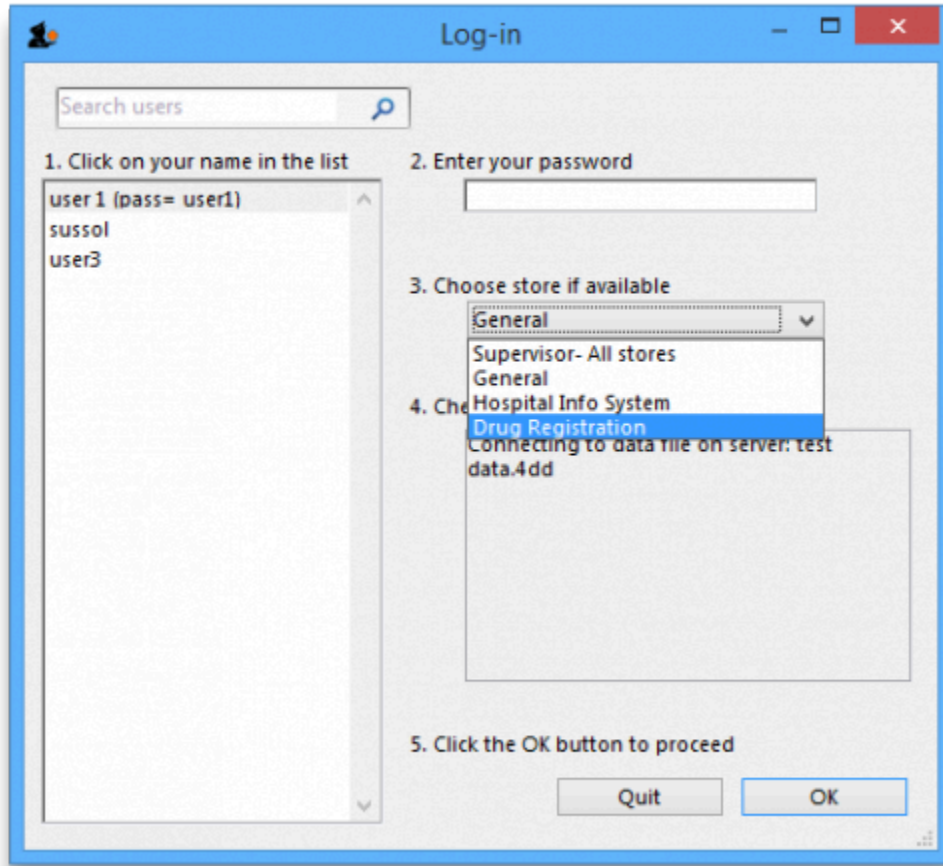 Log-in
Search users
1. Click on your name in the list
user 1 (pass= user1)
sussol
user3
2. Enter your password
3. Choose store if available
General
Supervisor- All stores
General
Hospital Info System
Drug Registration
4.
Connecting to data file on server: test
data.4dd
5. Click the OK button to proceed
Quit
OK